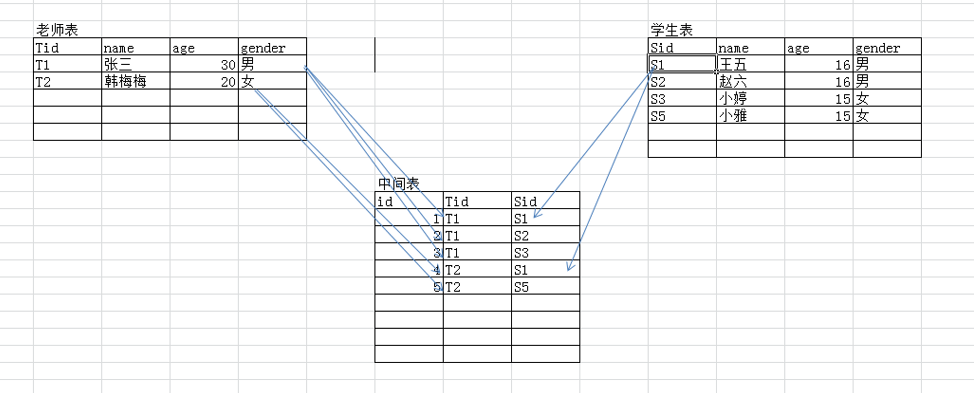 老师表
Tid name age gender
T1 张三 30 男
T2 韩梅梅 20 女
学生表
Sid name age gender
S1 王五 16 男
S2 赵六 16 男
S3 小婷 15 女
S5 小雅 15 女
中间表
id Tid Sid
1 T1 S1
2 T1 S2
3 T1 S3
4 T2 S1
5 T2 S5